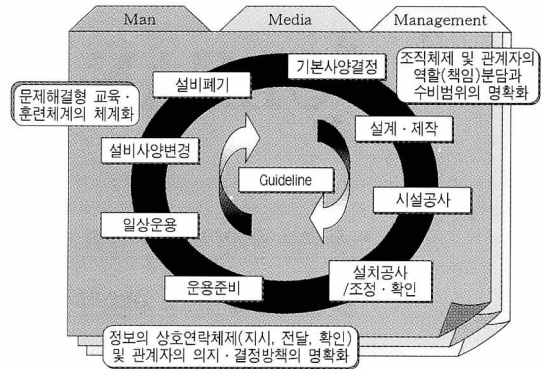 Man
Media
Management
기본사양결정
조직체제 및 관계자의
역할(책임)분담과
수비범위의 명확화
설비폐기
문제해결형 교육·
훈련체계의 체계화
설계·제작
설비사양변경
Guideline
시설공사
일상운용
설치공사
/조정·확인
운용준비
정보의 상호연락체제(지시, 전달, 확인)
및 관계자의 의지·결정방책의 명확화